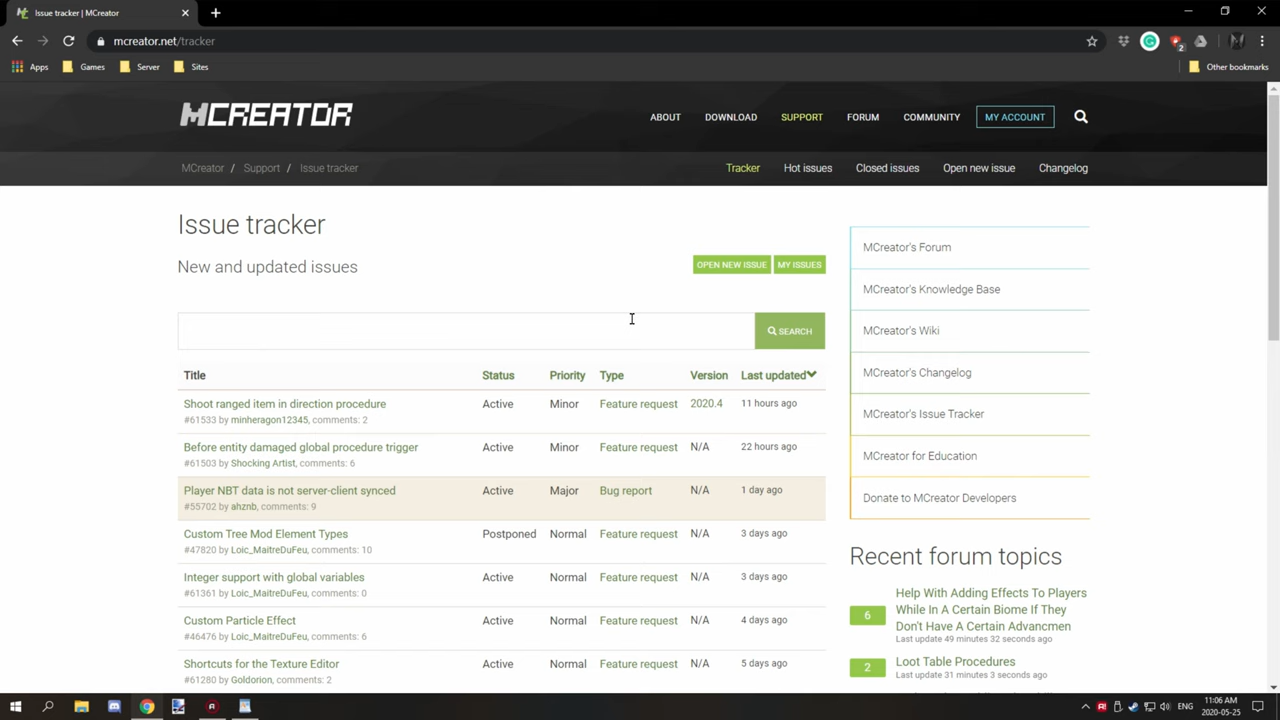 Issue tracker | MCreator
mcreator.net/tracker
2
Apps
Games
Server
Sites
Other bookmarks
MCREATOR
ABOUT
DOWNLOAD
SUPPORT
FORUM
COMMUNITY
MY ACCOUNT
MCreator / Support / Issue tracker
Tracker
Hot issues
Closed issues
Open new issue
Changelog
Issue tracker
New and updated issues
OPEN NEW ISSUE
MY ISSUES
SEARCH
Title Status Priority Type Version Last updated
Shoot ranged item in direction procedure Active Minor Feature request 2020.4 11 hours ago
#61533 by minheragon12345, comments: 2
Before entity damaged global procedure trigger Active Minor Feature request N/A 22 hours ago
#61503 by Shocking Artist, comments: 6
Player NBT data is not server-client synced Active Major Bug report N/A 1 day ago
#55702 by ahznb, comments: 9
Custom Tree Mod Element Types Postponed Normal Feature request N/A 3 days ago
#47820 by Loic_MaitreDuFeu, comments: 10
Integer support with global variables Active Normal Feature request N/A 3 days ago
#61361 by Loic_MaitreDuFeu, comments: 0
Custom Particle Effect Active Normal Feature request N/A 4 days ago
#46476 by Loic_MaitreDuFeu, comments: 6
Shortcuts for the Texture Editor Active Normal Feature request N/A 5 days ago
#61280 by Goldorion, comments: 2
MCreator's Forum
MCreator's Knowledge Base
MCreator's Wiki
MCreator's Changelog
MCreator's Issue Tracker
MCreator for Education
Donate to MCreator Developers
Recent forum topics
6
Help With Adding Effects To Players
While In A Certain Biome If They
Don't Have A Certain Advancmen
Last update 49 minutes 32 seconds ago
2
Loot Table Procedures
Last update 31 minutes 3 seconds ago
ENG
11:06 AM
2020-05-25